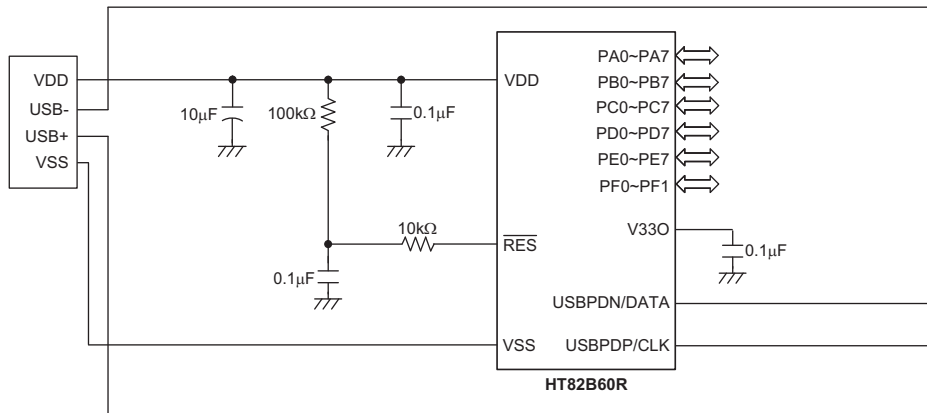 VDD
USB-
USB+
VSS
10µF
100kΩ
0.1µF
10kΩ
0.1µF
VDD
RES
VSS
PA0~PA7
PB0~PB7
PC0~PC7
PD0~PD7
PE0~PE7
PF0~PF1
V33O
0.1µF
USBPDN/DATA
USBPDP/CLK
HT82B60R